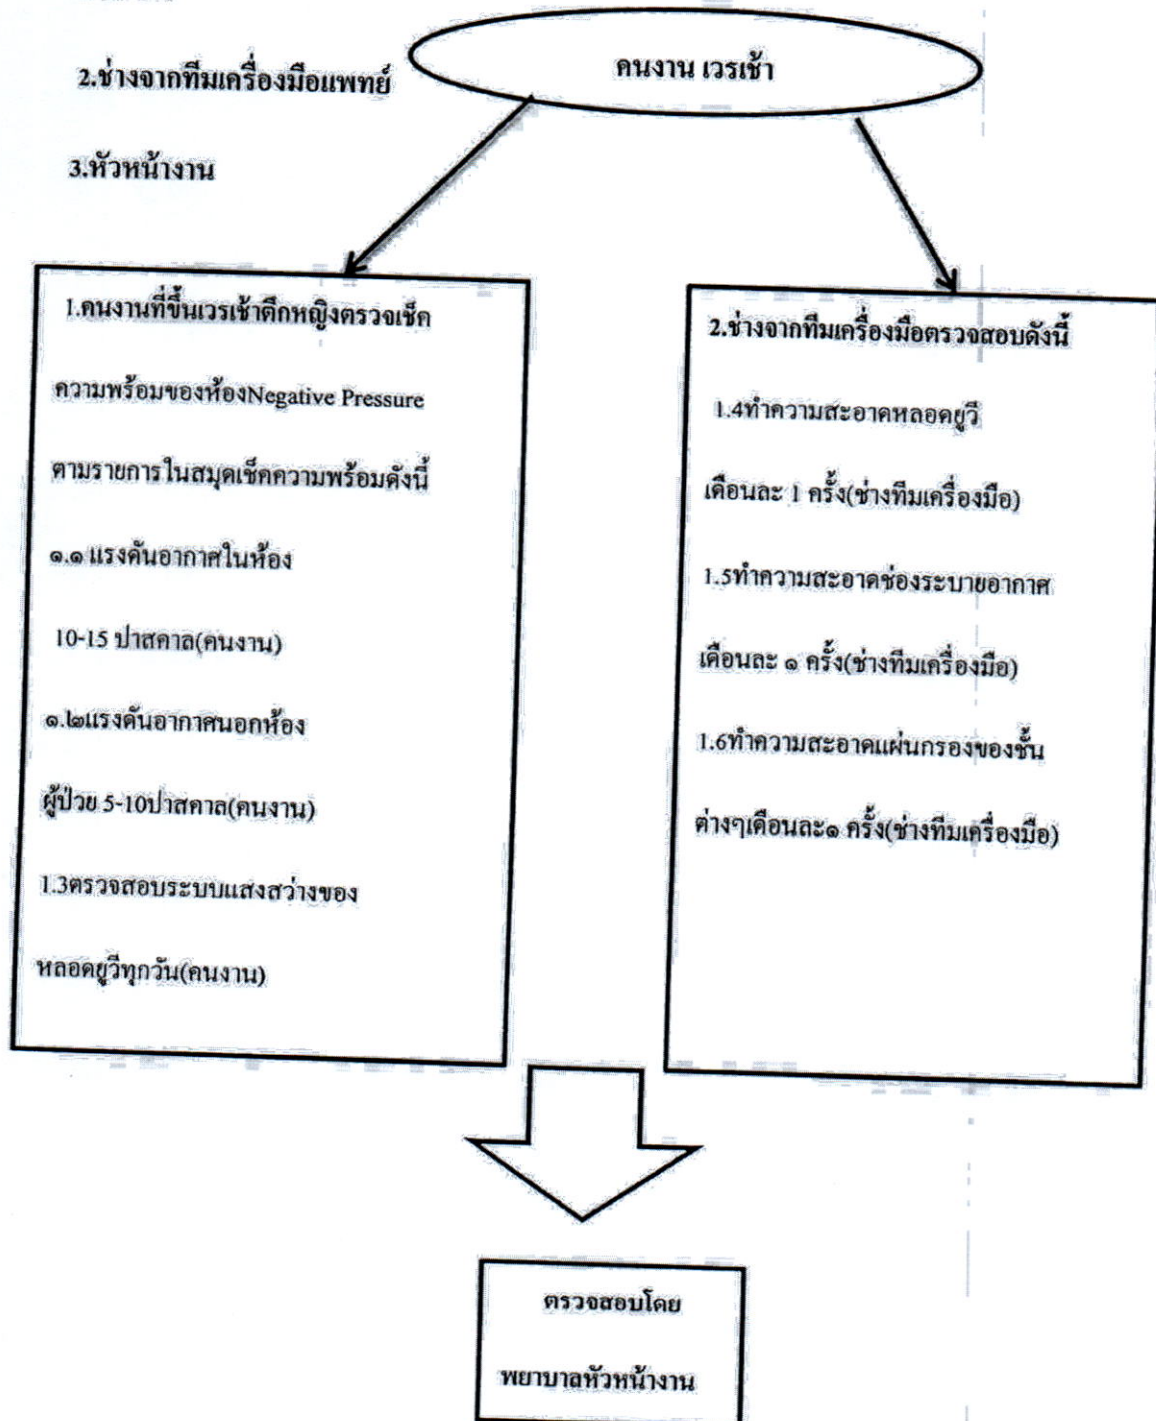 2.ช่างจากทีมเครื่องมือแพทย์
คนงาน เวรเช้า
3.หัวหน้างาน
1.คนงานที่ขึ้นเวรเช้าตึกหญิงตรวจเช็ค
ความพร้อมของห้องNegative Pressure
ตามรายการในสมุดเช็คความพร้อมดังนี้
๑.๑ แรงดันอากาศในห้อง
10-15 ปาสคาล(คนงาน)
๑.๒แรงดันอากาศนอกห้อง
ผู้ป่วย 5-10ปาสคาล(คนงาน)
1.3ตรวจสอบระบบแสงสว่างของ
หลอดยูวีทุกวัน(คนงาน)
2.ช่างจากทีมเครื่องมือตรวจสอบดังนี้
1.4ทำความสะอาดหลอดยูวี
เดือนละ 1 ครั้ง(ช่างทีมเครื่องมือ)
1.5ทำความสะอาดช่องระบายอากาศ
เดือนละ ๑ ครั้ง(ช่างทีมเครื่องมือ)
1.6ทำความสะอาดแผ่นกรองของชั้น
ต่างๆเดือนละ๑ ครั้ง(ช่างทีมเครื่องมือ)
ตรวจสอบโดย
พยาบาลหัวหน้างาน